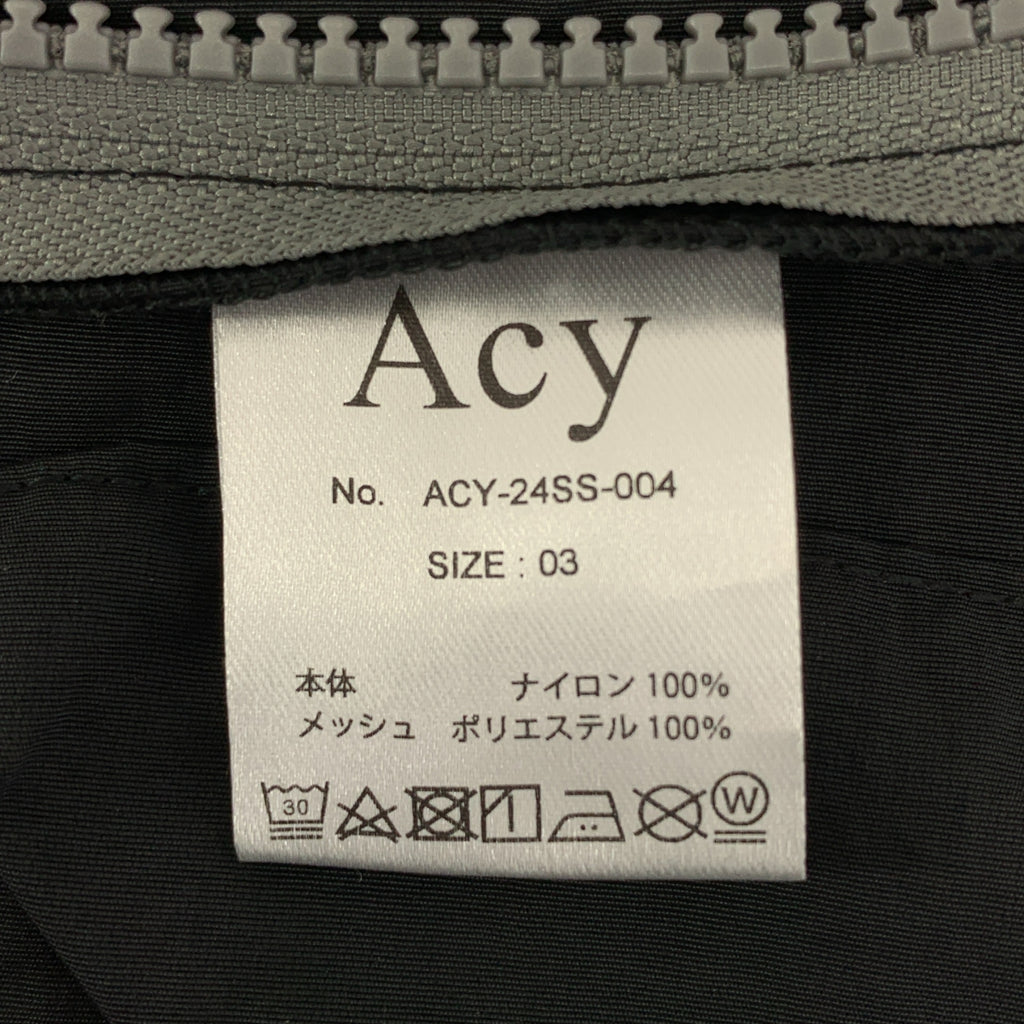 Acy
No. ACY-24SS-004
SIZE : 03
本体 ナイロン 100%
メッシュ ポリエステル 100%
30 W